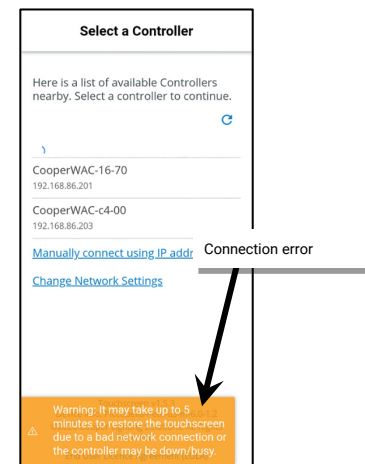 Select a Controller
Here is a list of available Controllers
nearby. Select a controller to continue.
CooperWAC-16-70
192.168.86.201
CooperWAC-c4-00
192.168.86.203
Manually connect using IP addr
Connection error
Change Network Settings
Warning: It may take up to 5
minutes to restore the touchscreen
due to a bad network connection or
the controller may be down/busy.